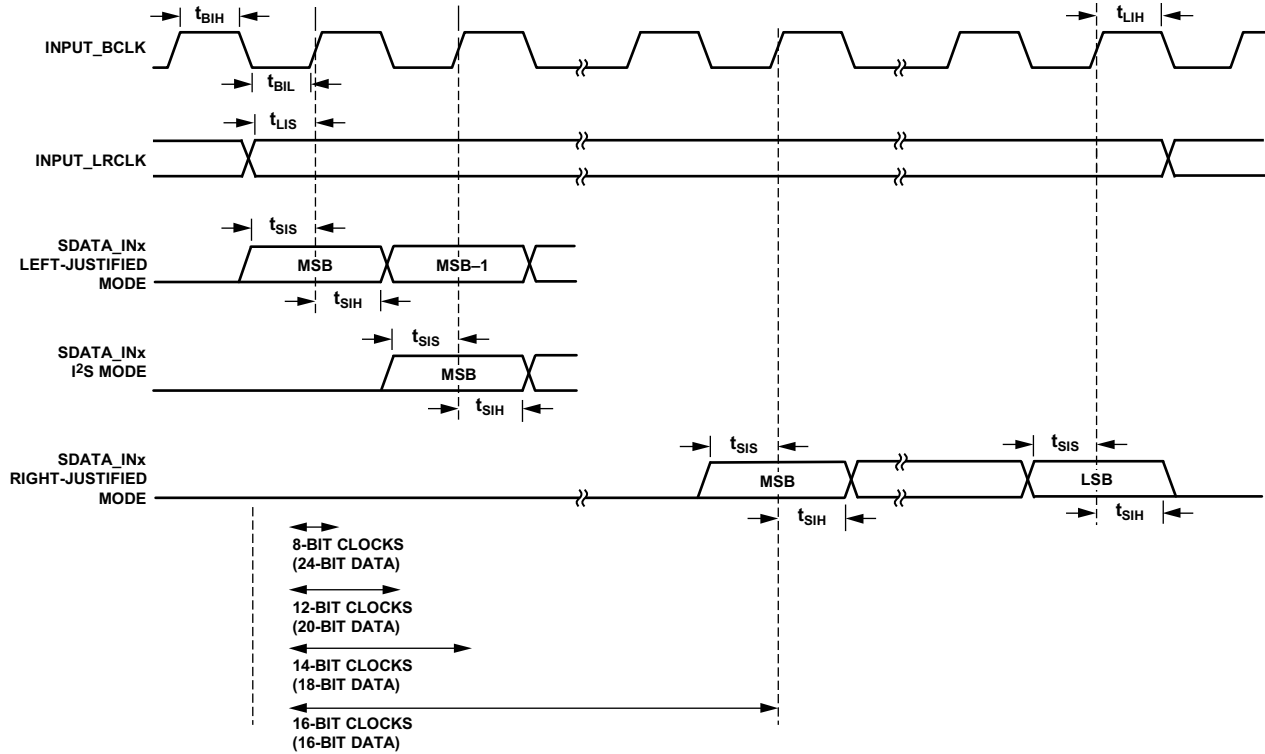 tBIH
tLIH
INPUT_BCLK
tBIL
tLIS
INPUT_LRCLK
tSIS
SDATA_INx
LEFT-JUSTIFIED
MODE
MSB
MSB–1
tSIH
tSIS
SDATA_INx
I²S MODE
MSB
tSIH
tSIS
tSIS
SDATA_INx
RIGHT-JUSTIFIED
MODE
MSB
LSB
tSIH
tSIH
8-BIT CLOCKS
(24-BIT DATA)
12-BIT CLOCKS
(20-BIT DATA)
14-BIT CLOCKS
(18-BIT DATA)
16-BIT CLOCKS
(16-BIT DATA)